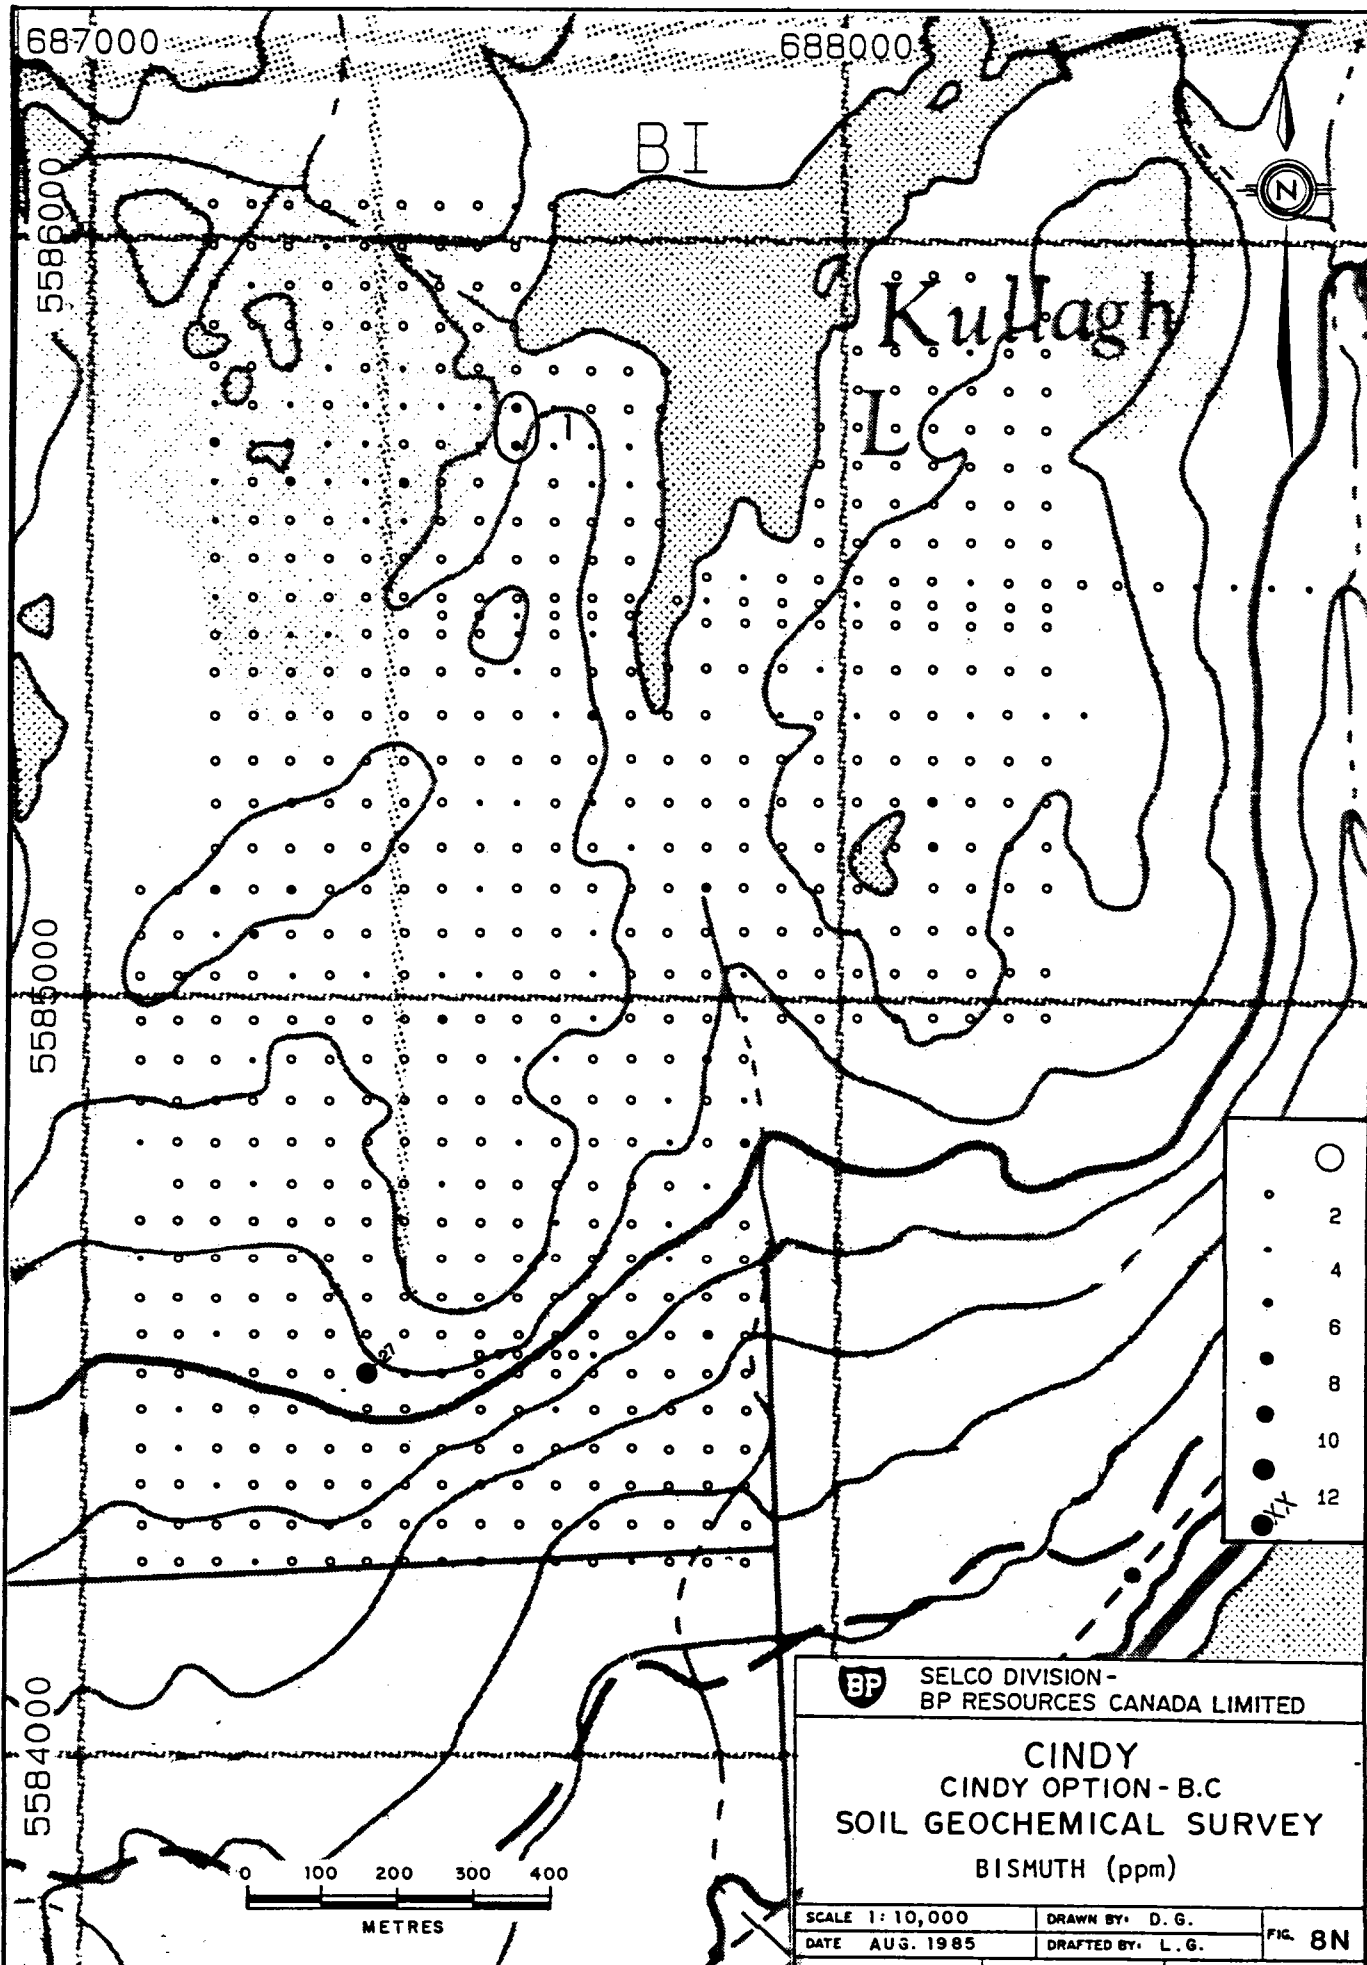 687000
688000
BI
5586000
N
Kullagh
L
1
5585000
2
4
6
8
10
12
XX
27
5584000
0 100 200 300 400
METRES
BP
SELCO DIVISION-
BP RESOURCES CANADA LIMITED
CINDY
CINDY OPTION - B.C
SOIL GEOCHEMICAL SURVEY
BISMUTH (ppm)
SCALE 1:10,000
DRAWN BY: D.G.
DATE AUG. 1985
DRAFTED BY: L.G.
FIG. 8N